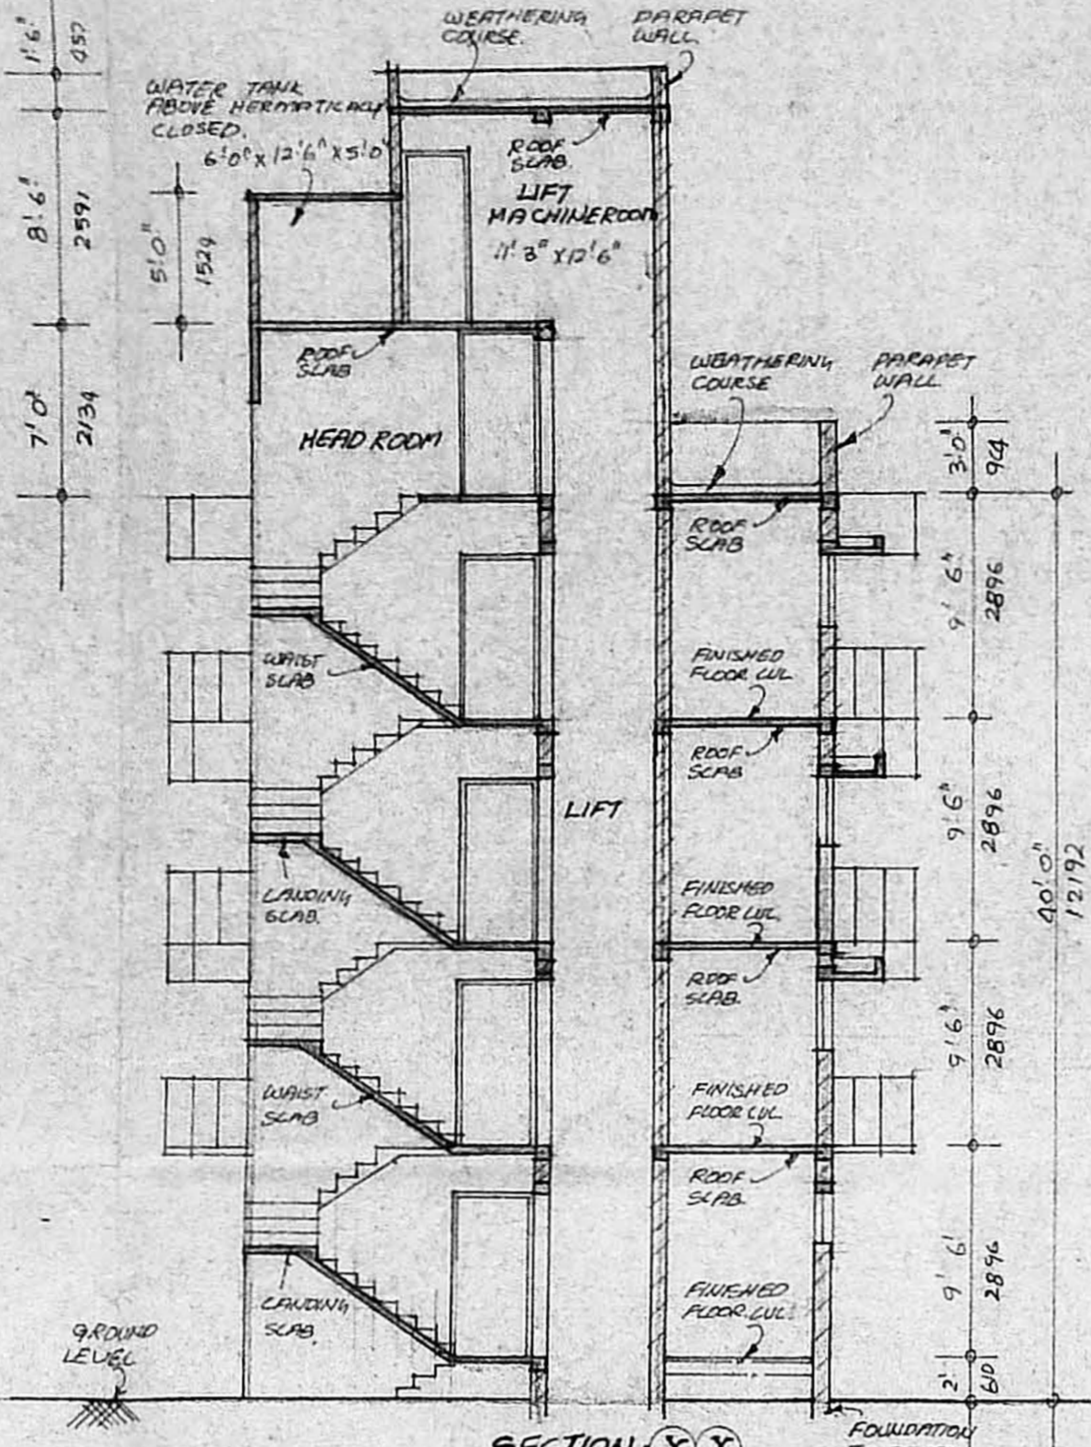 1'6"
457
WEATHERING
COURSE.
PARAPET
WALL
WATER TANK
ABOVE HERMATICALY
CLOSED.
6'0" X 12'6" X 5'0"
ROOF
SLAB.
LIFT
MACHINEROOM
11'3" X 12'6"
8'6"
2591
5'0"
1524
ROOF
SLAB
WEATHERING
COURSE
PARAPET
WALL
7'0"
2134
HEAD ROOM
3'0"
914
ROOF
SLAB
9'6"
2896
WAIST
SLAB
FINISHED
FLOOR LVL
ROOF
SLAB
LIFT
9'6"
2896
40'0"
12192
LANDING
SLAB.
FINISHED
FLOOR LVL.
ROOF
SLAB.
9'6"
2896
WAIST
SLAB
FINISHED
FLOOR LVL
ROOF
SLAB.
9'6"
2896
LANDING
SLAB.
FINISHED
FLOOR.LVL.
GROUND
LEVEL
2'
610
SECTION-X X
FOUNDATION